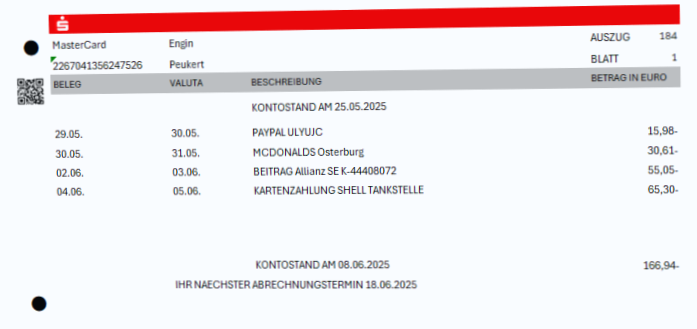 MasterCard Engin AUSZUG 184
2267041356247526 Peukert BLATT 1
BELEG VALUTA BESCHREIBUNG BETRAG IN EURO
KONTOSTAND AM 25.05.2025
29.05. 30.05. PAYPAL ULYUJC 15,98-
30.05. 31.05. MCDONALDS Osterburg 30,61-
02.06. 03.06. BEITRAG Allianz SE K-44408072 55,05-
04.06. 05.06. KARTENZAHLUNG SHELL TANKSTELLE 65,30-
KONTOSTAND AM 08.06.2025 166,94-
IHR NAECHSTER ABRECHNUNGSTERMIN 18.06.2025